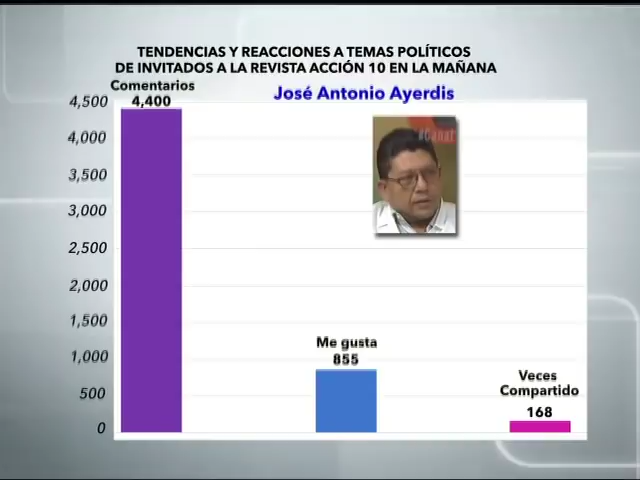 TENDENCIAS Y REACCIONES A TEMAS POLÍTICOS
DE INVITADOS A LA REVISTA ACCIÓN 10 EN LA MAÑANA
José Antonio Ayerdis
Comentarios
4,400
4,500
4,000
3,500
3,000
2,500
2,000
1,500
1,000
500
0
Me gusta
855
Veces
Compartido
168